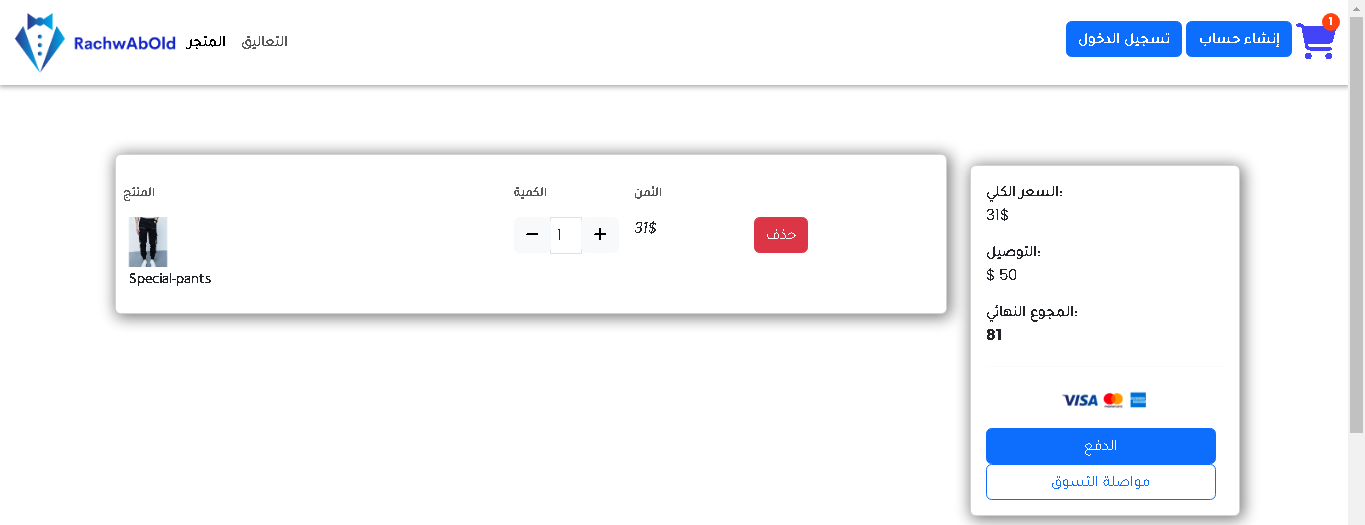 RachwAbOld المتجر التعاليق تسجيل الدخول إنشاء حساب 1
المنتج الكمية الثمن
1 31$ حذف
Special-pants
السعر الكلي:
31$
التوصيل:
$ 50
المجوع النهائي:
81
VISA
الدفع
مواصلة التسوق